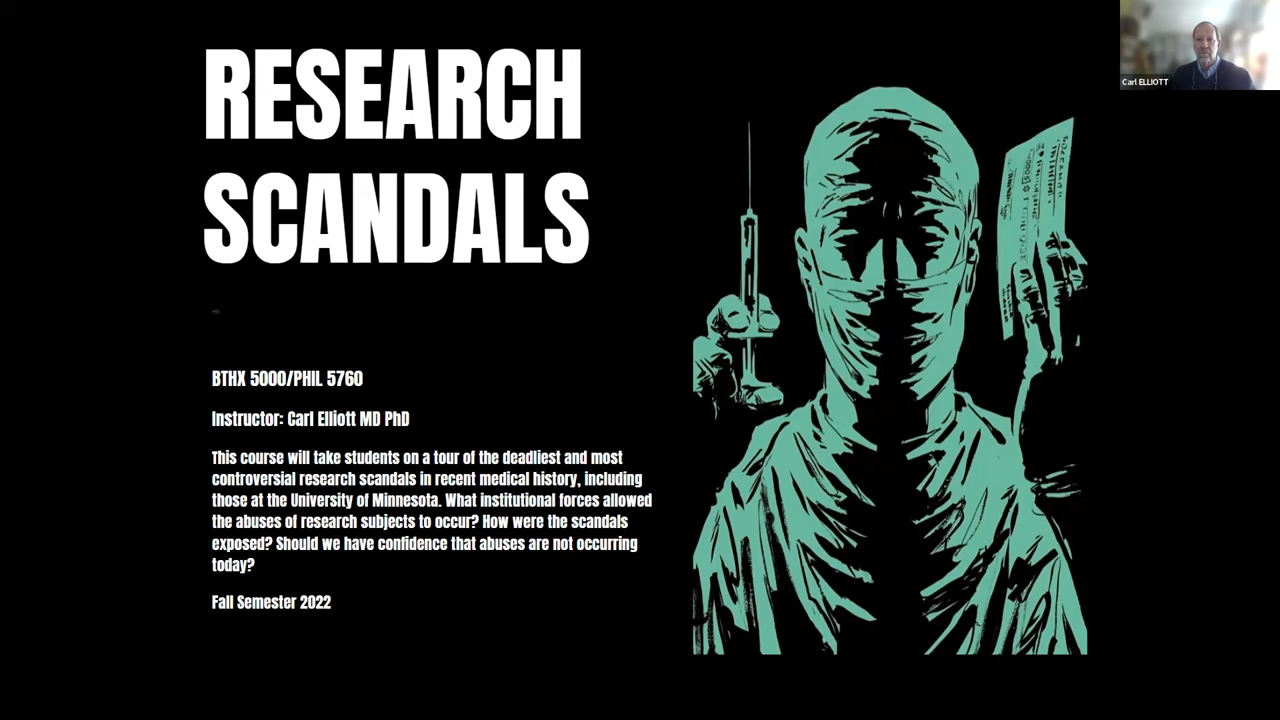 RESEARCH
SCANDALS
BTHX 5000/PHIL 5760
Instructor: Carl Elliott MD PhD
This course will take students on a tour of the deadliest and most
controversial research scandals in recent medical history, including
those at the University of Minnesota. What institutional forces allowed
the abuses of research subjects to occur? How were the scandals
exposed? Should we have confidence that abuses are not occurring
today?
Fall Semester 2022
Carl ELLIOTT